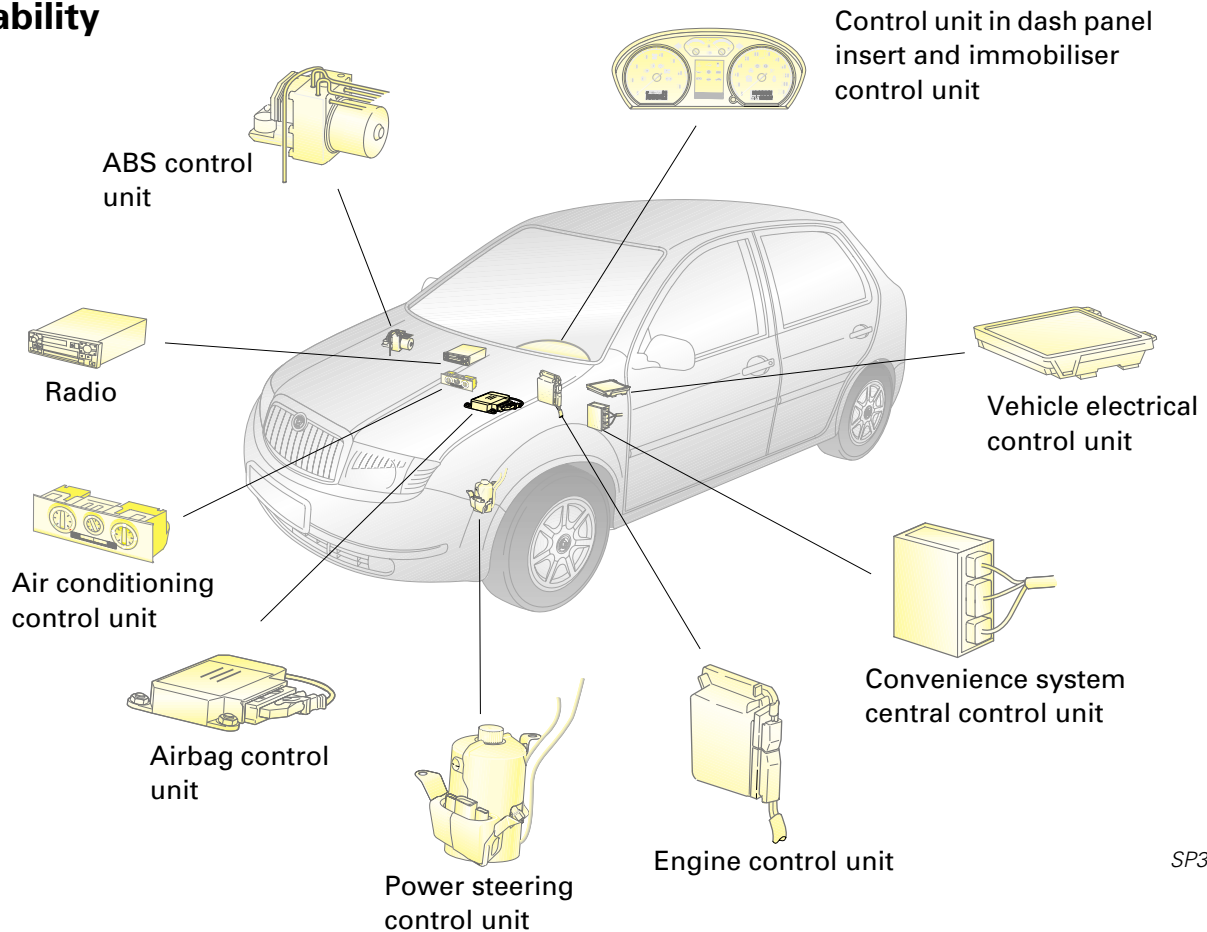 ability
Control unit in dash panel
insert and immobiliser
control unit
ABS control
unit
Radio
Vehicle electrical
control unit
Air conditioning
control unit
Convenience system
central control unit
Airbag control
unit
Engine control unit
SP3
Power steering
control unit